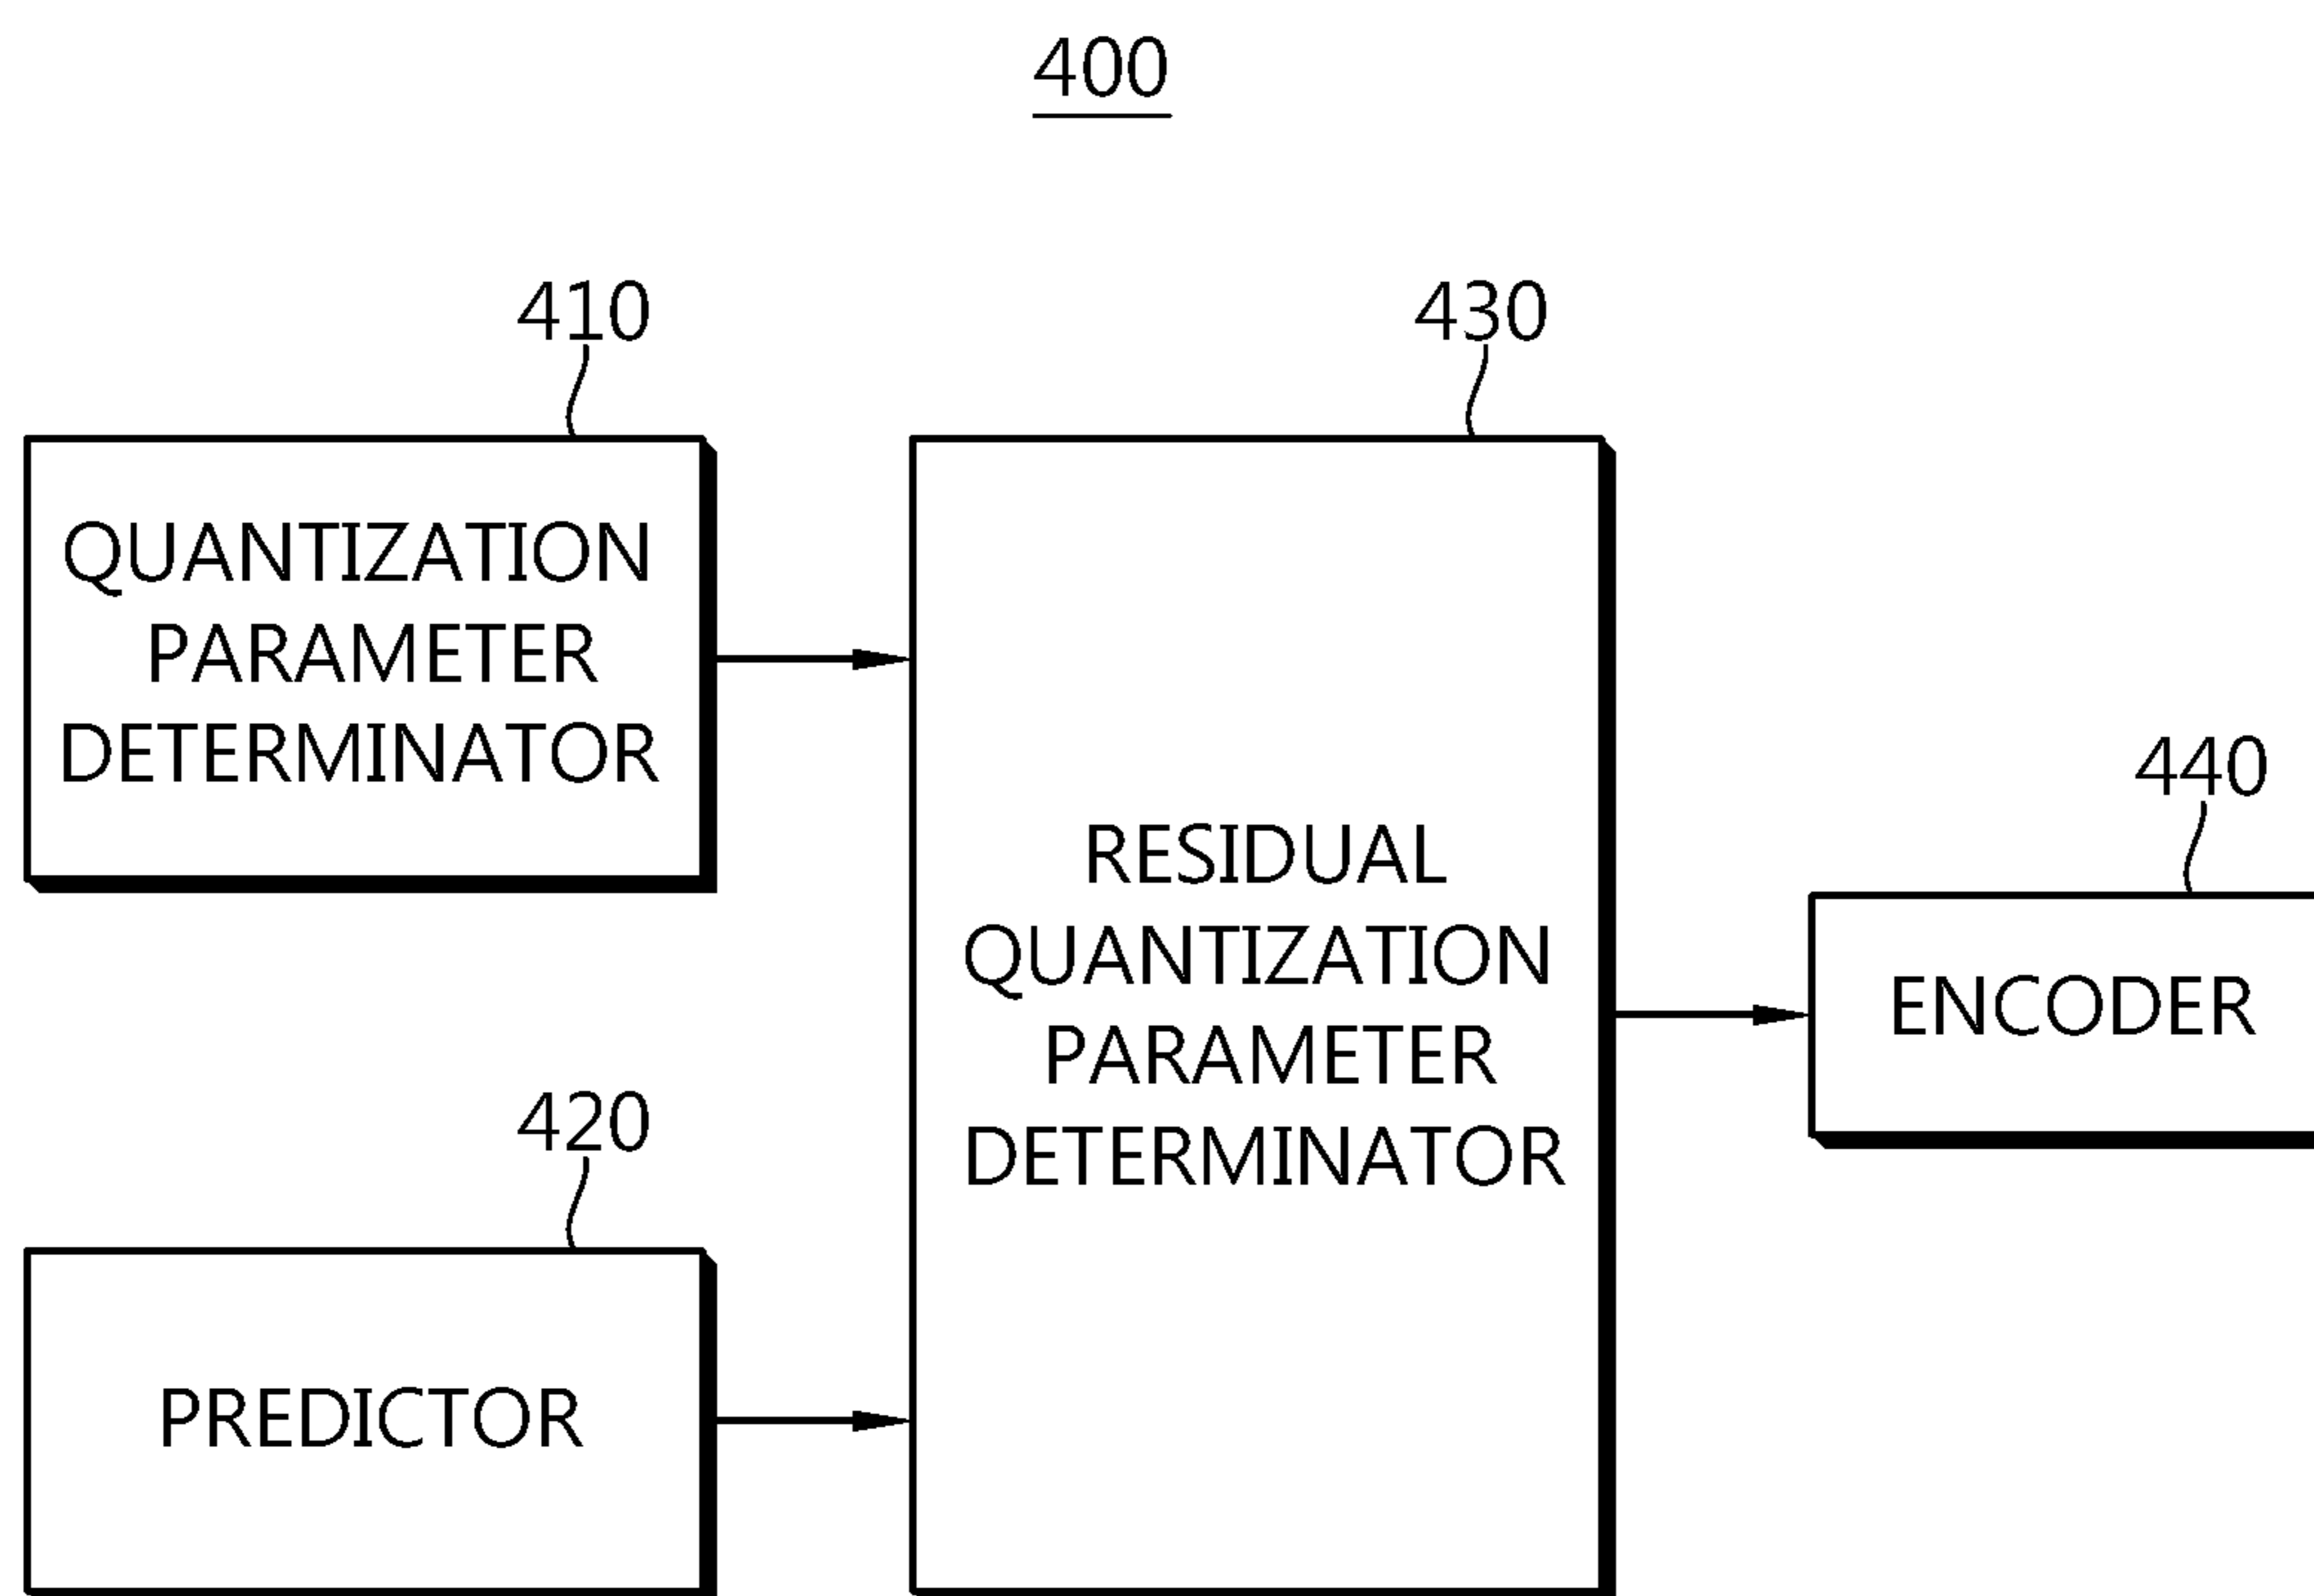 400
410
QUANTIZATION
PARAMETER
DETERMINATOR
420
PREDICTOR
430
RESIDUAL
QUANTIZATION
PARAMETER
DETERMINATOR
440
ENCODER